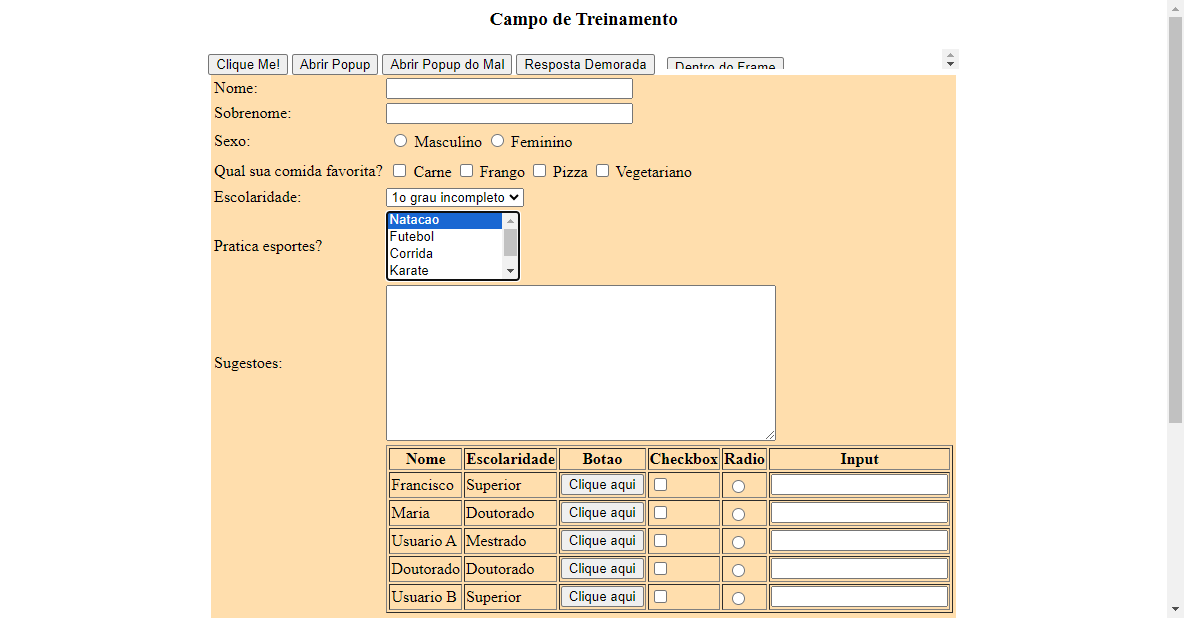 Campo de Treinamento
Clique Me! Abrir Popup Abrir Popup do Mal Resposta Demorada Dentro do Frame
Nome:
Sobrenome:
Sexo: Masculino Feminino
Qual sua comida favorita? Carne Frango Pizza Vegetariano
Escolaridade: 1o grau incompleto
Natacao
Futebol
Pratica esportes?
Corrida
Karate
Sugestoes:
Nome Escolaridade Botao Checkbox Radio Input
Francisco Superior Clique aqui
Maria Doutorado Clique aqui
Usuario A Mestrado Clique aqui
Doutorado Doutorado Clique aqui
Usuario B Superior Clique aqui